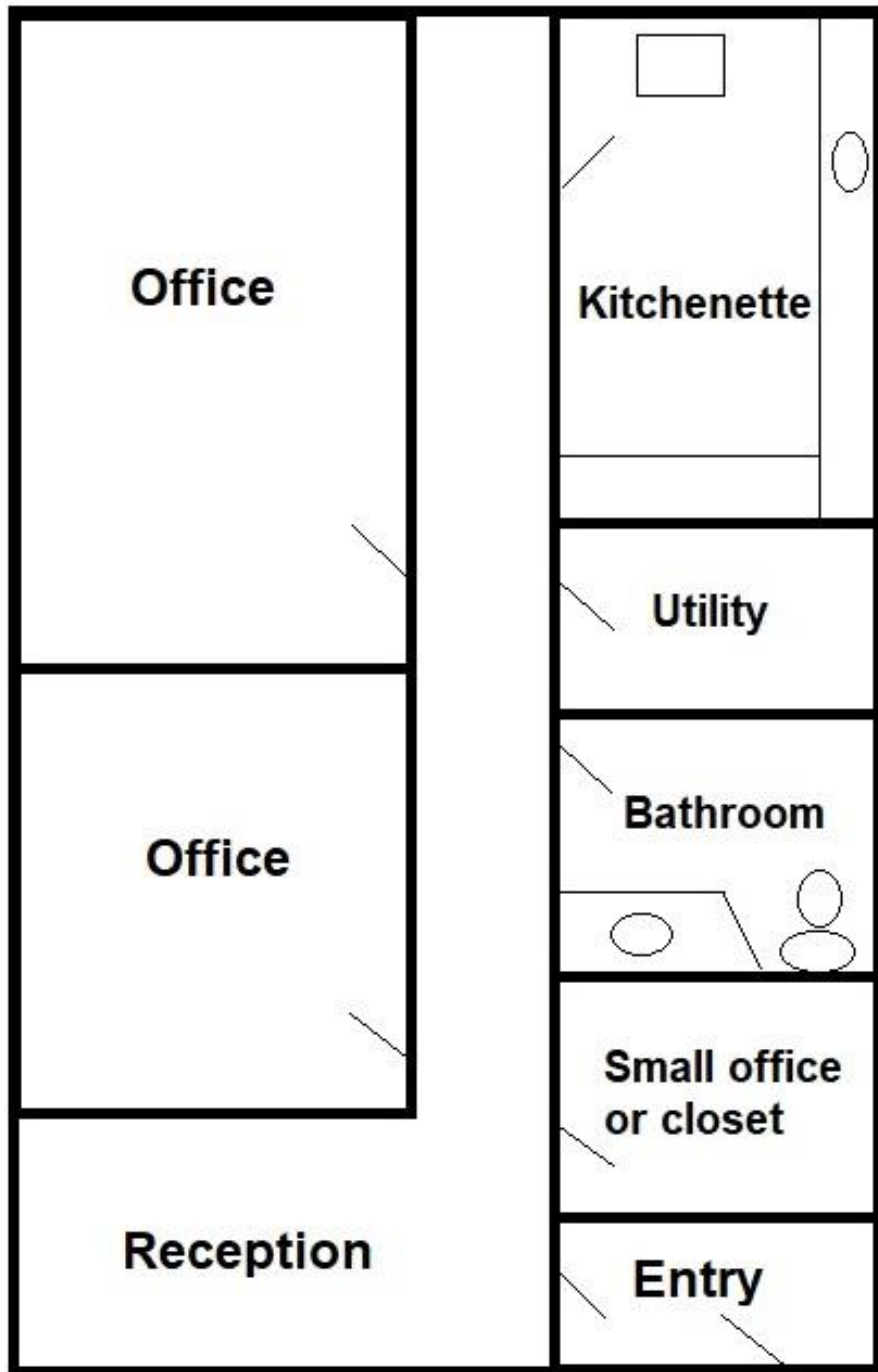 Office
Kitchenette
Utility
Bathroom
Office
Small office
or closet
Reception
Entry